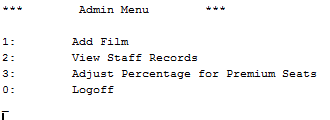 ***        Admin Menu        ***
1:        Add Film
2:        View Staff Records
3:        Adjust Percentage for Premium Seats
0:        Logoff